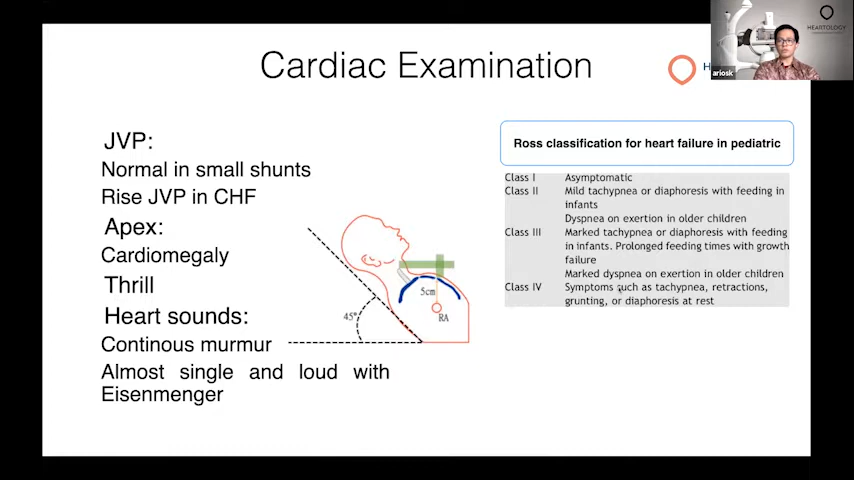 Cardiac Examination
HEARTOLOGY
ariosk
JVP:
Normal in small shunts
Rise JVP in CHF
Apex:
Cardiomegaly
Thrill
Heart sounds:
Continous murmur
Almost single and loud with
Eisenmenger
45°
5cm
RA
Ross classification for heart failure in pediatric
Class I Asymptomatic
Class II Mild tachypnea or diaphoresis with feeding in
infants
Dyspnea on exertion in older children
Class III Marked tachypnea or diaphoresis with feeding
in infants. Prolonged feeding times with growth
failure
Marked dyspnea on exertion in older children
Class IV Symptoms such as tachypnea, retractions,
grunting, or diaphoresis at rest